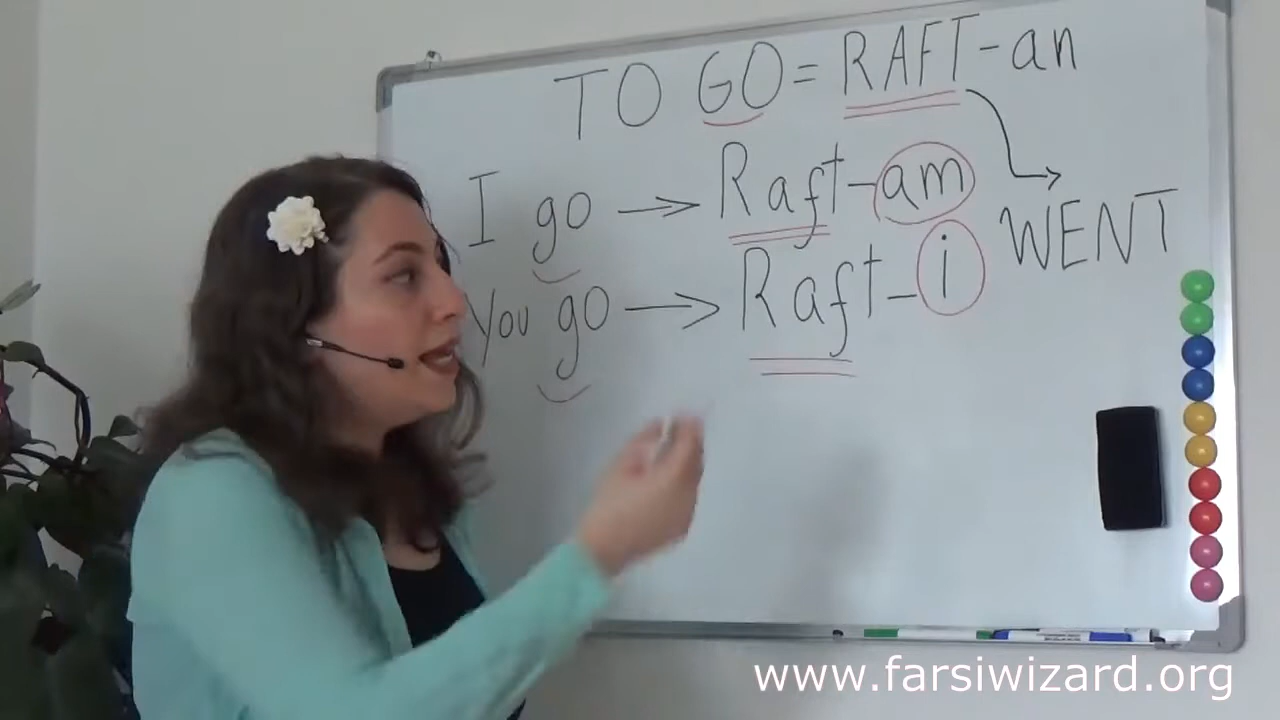 TO GO = RAFT-an
I go → Raft-am
WENT
You go → Raft-i
www.farsiwizard.org